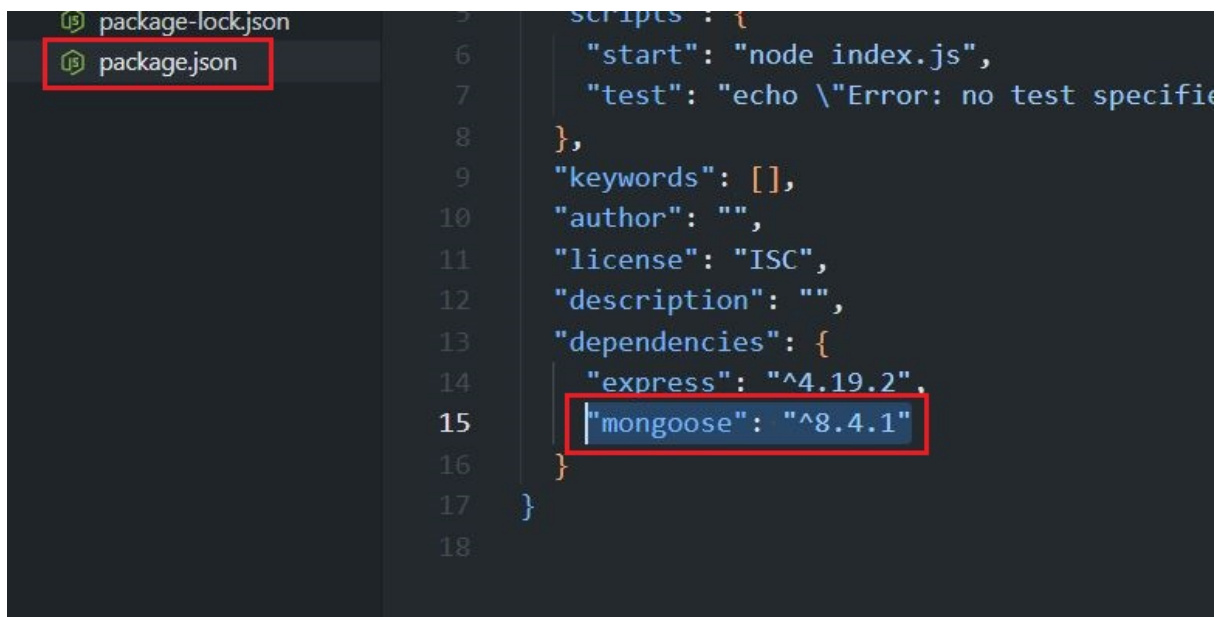 package-lock.json
package.json
5 "scripts": {
6 "start": "node index.js",
7 "test": "echo \"Error: no test specifie
8 },
9 "keywords": [],
10 "author": "",
11 "license": "ISC",
12 "description": "",
13 "dependencies": {
14 "express": "^4.19.2",
15 "mongoose": "^8.4.1"
16 }
17 }
18